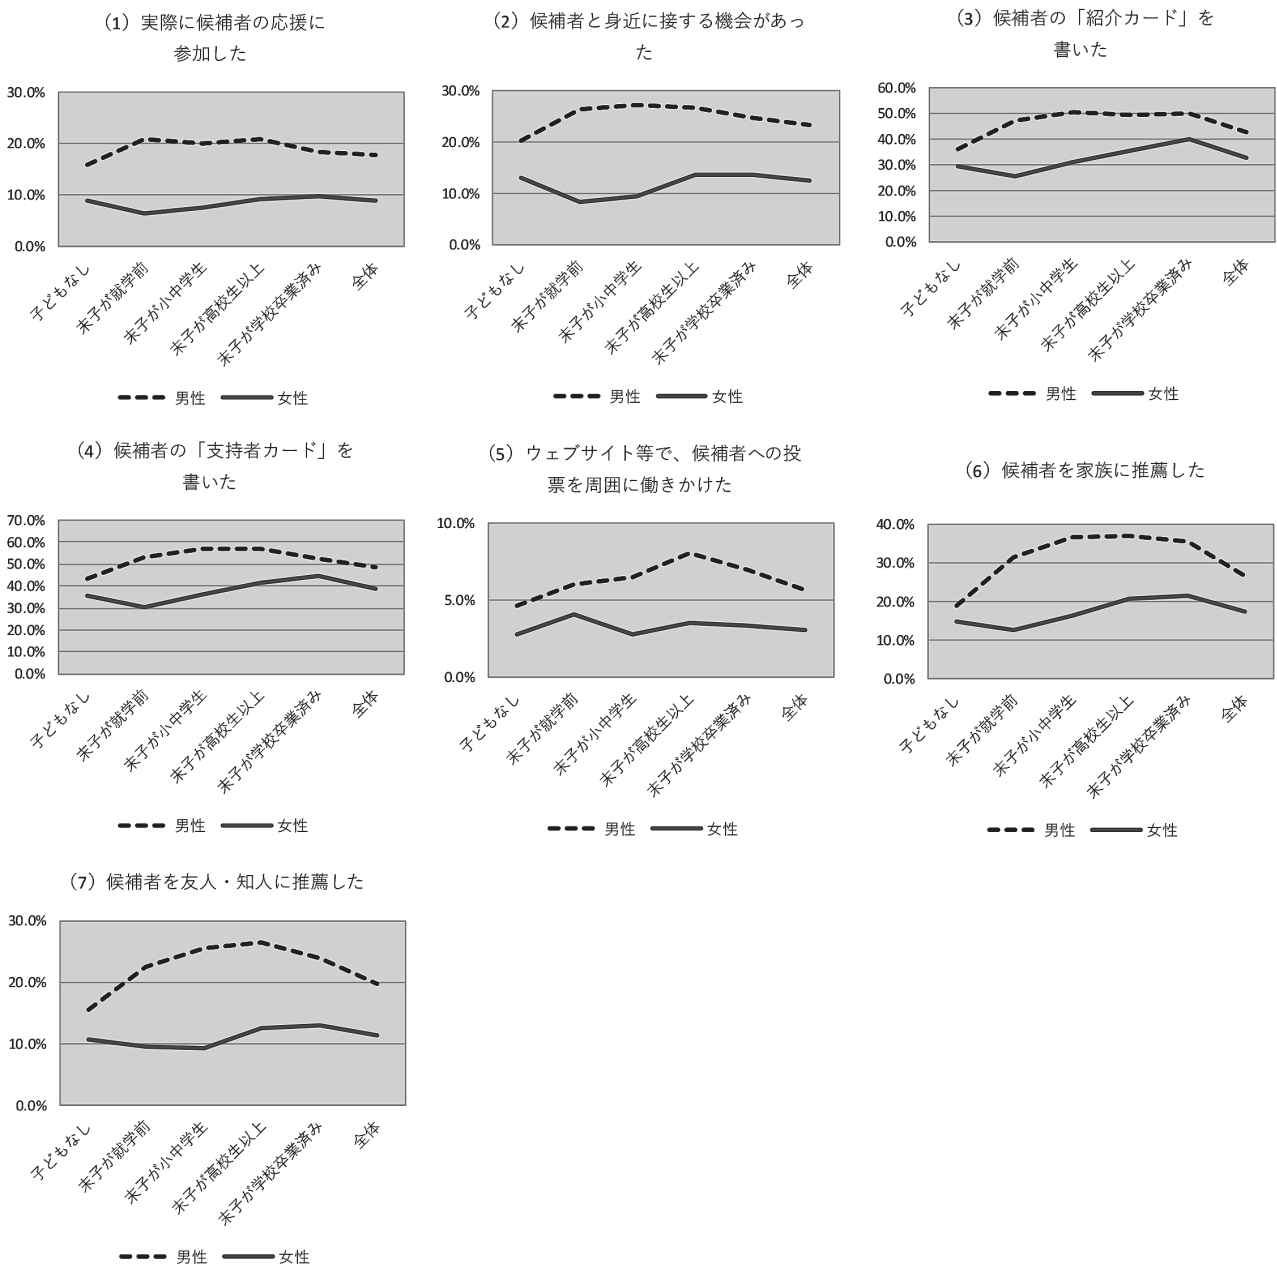 （1）実際に候補者の応援に
参加した
30.0%
20.0%
10.0%
0.0%
子どもなし
末子が就学前
末子が小中学生
末子が高校生以上
末子が学校卒業済み
全体
男性
女性
（2）候補者と身近に接する機会があっ
た
30.0%
20.0%
10.0%
0.0%
子どもなし
末子が就学前
末子が小中学生
末子が高校生以上
末子が学校卒業済み
全体
男性
女性
（3）候補者の「紹介カード」を
書いた
60.0%
50.0%
40.0%
30.0%
20.0%
10.0%
0.0%
子どもなし
末子が就学前
末子が小中学生
末子が高校生以上
末子が学校卒業済み
全体
男性
女性
（4）候補者の「支持者カード」を
書いた
70.0%
60.0%
50.0%
40.0%
30.0%
20.0%
10.0%
0.0%
子どもなし
末子が就学前
末子が小中学生
末子が高校生以上
末子が学校卒業済み
全体
男性
女性
（5）ウェブサイト等で、候補者への投
票を周囲に働きかけた
10.0%
5.0%
0.0%
子どもなし
末子が就学前
末子が小中学生
末子が高校生以上
末子が学校卒業済み
全体
男性
女性
（6）候補者を家族に推薦した
40.0%
30.0%
20.0%
10.0%
0.0%
子どもなし
末子が就学前
末子が小中学生
末子が高校生以上
末子が学校卒業済み
全体
男性
女性
（7）候補者を友人・知人に推薦した
30.0%
20.0%
10.0%
0.0%
子どもなし
末子が就学前
末子が小中学生
末子が高校生以上
末子が学校卒業済み
全体
男性
女性